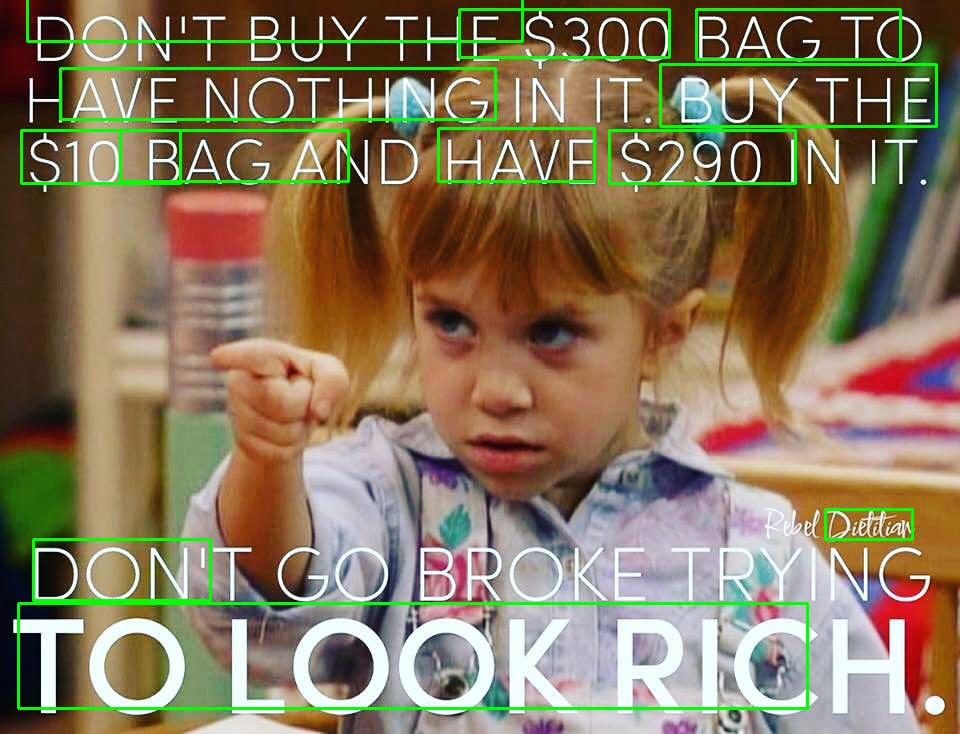 DON'T BUY THE $300 BAG TO
HAVE NOTHING IN IT. BUY THE
$10 BAG AND HAVE $290 IN IT.
Rebel Dietitian
DON'T GO BROKE TRYING
TO LOOK RICH.